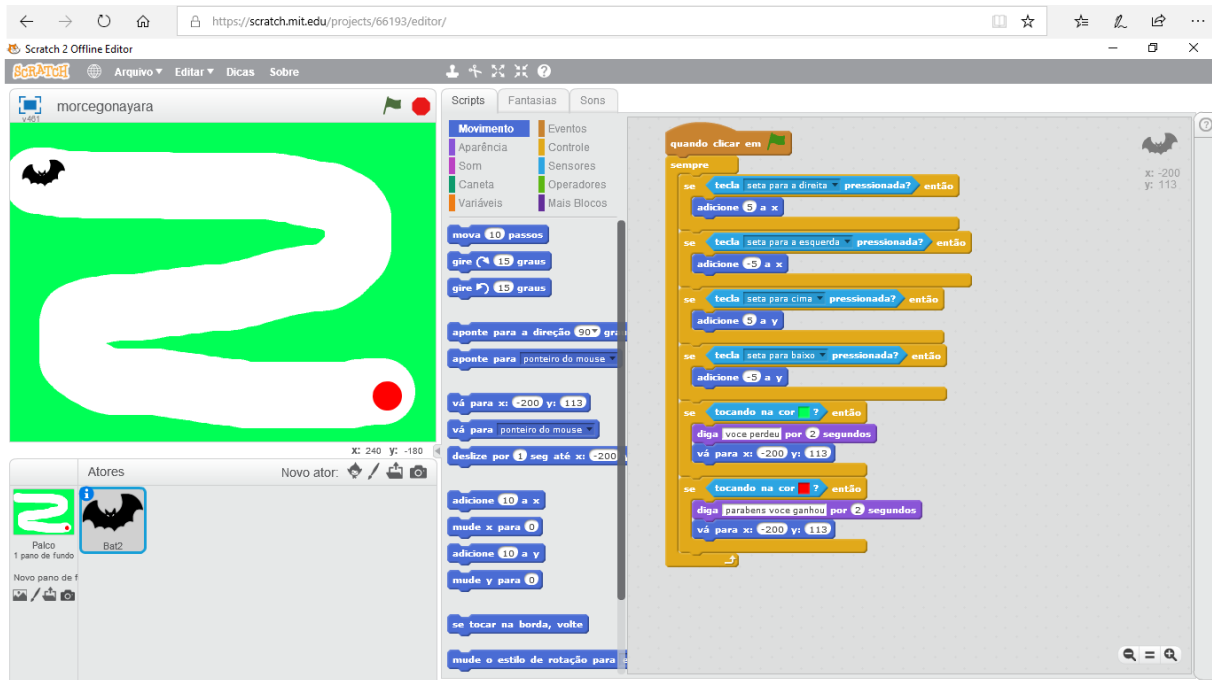 https://scratch.mit.edu/projects/66193/editor/
Scratch 2 Offline Editor
SCRATCH Arquivo Editar Dicas Sobre
morcegonayara
v461
X: 240 Y: -180
Atores
Novo ator:
Palco
1 pano de fundo
Bat2
Novo pano de f
Scripts Fantasias Sons
Movimento Eventos
Aparência Controle
Som Sensores
Caneta Operadores
Variáveis Mais Blocos
mova 10 passos
gire 15 graus
gire 15 graus
aponte para a direção 90 gra
aponte para ponteiro do mouse
vá para x: -200 y: 113
vá para ponteiro do mouse
deslize por 1 seg até x: -200
adicione 10 a x
mude x para 0
adicione 10 a y
mude y para 0
se tocar na borda, volte
mude o estilo de rotação para
quando clicar em
sempre
se tecla seta para a direita pressionada? então
adicione 5 a x
se tecla seta para a esquerda pressionada? então
adicione -5 a x
se tecla seta para cima pressionada? então
adicione 5 a y
se tecla seta para baixo pressionada? então
adicione -5 a y
se tocando na cor ? então
diga voce perdeu por 2 segundos
vá para x: -200 y: 113
se tocando na cor ? então
diga parabens voce ganhou por 2 segundos
vá para x: -200 y: 113
x: -200
y: 113